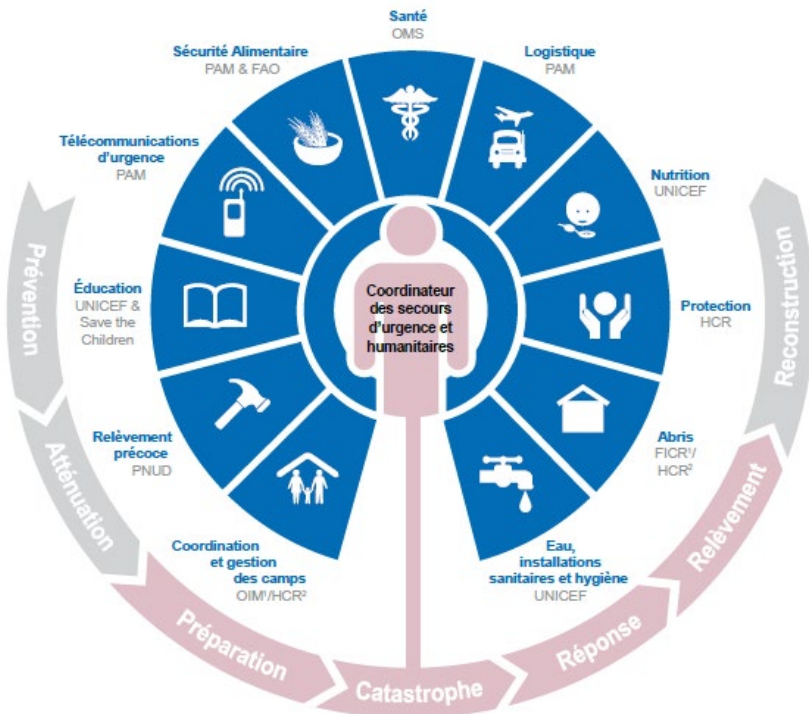 Santé
OMS
Logistique
PAM
Nutrition
UNICEF
Protection
HCR
Abris
FICR¹/
HCR²
Eau,
installations
sanitaires et hygiène
UNICEF
Coordination
et gestion
des camps
OIM¹/HCR²
Relèvement
précoce
PNUD
Éducation
UNICEF &
Save the
Children
Télécommunications
d'urgence
PAM
Sécurité Alimentaire
PAM & FAO
Coordinateur
des secours
d'urgence et
humanitaires
Prévention
Atténuation
Préparation
Catastrophe
Réponse
Relèvement
Reconstruction